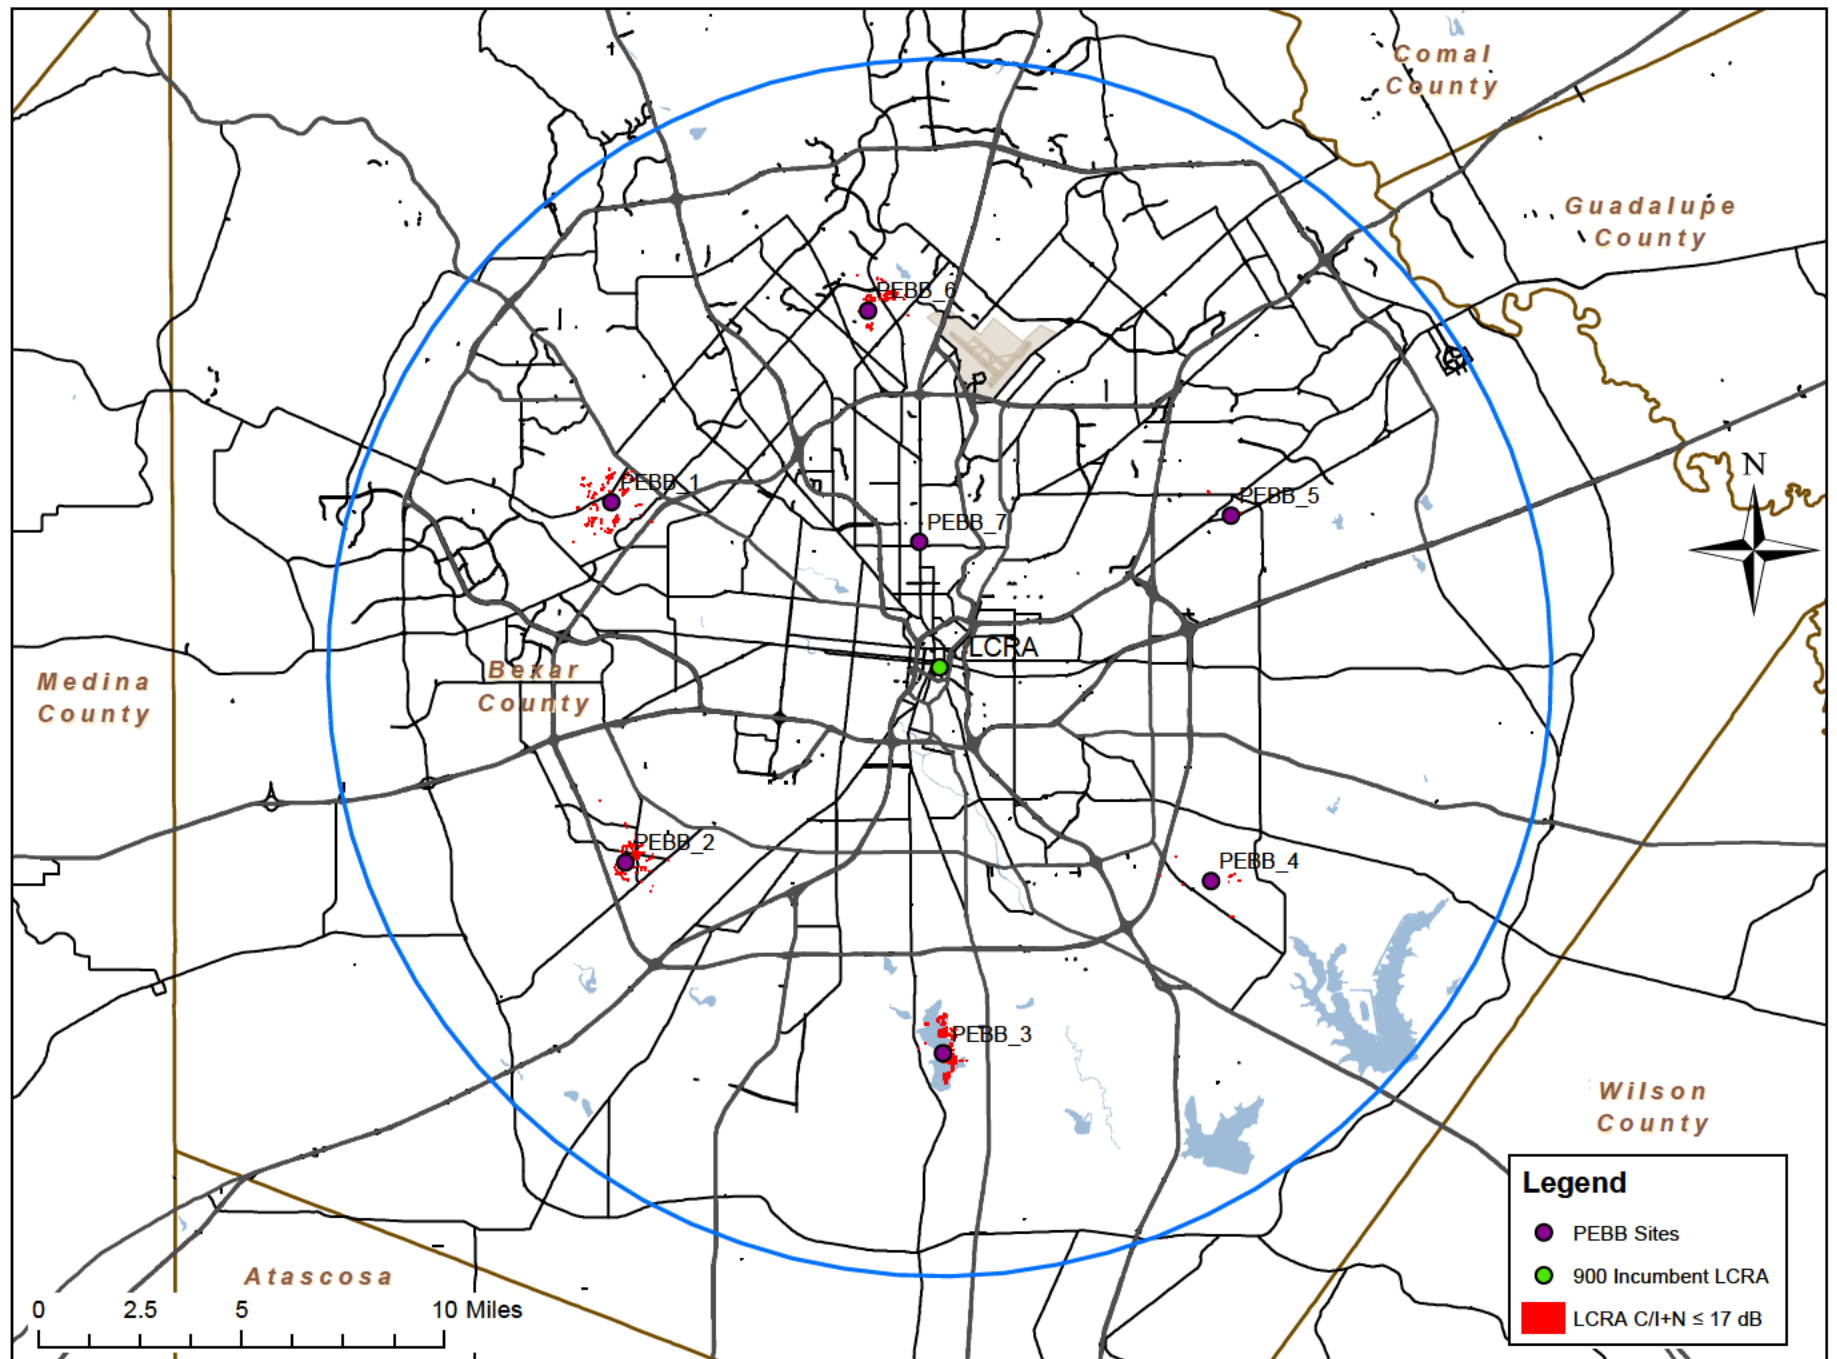 Comal
County
Guadalupe
County
PEBB_6
N
PEBB_1
PEBB_5
PEBB_7
LCRA
Bexar
County
Medina
County
PEBB_2
PEBB_4
PEBB_3
Wilson
County
Atascosa
0 2.5 5 10 Miles
Legend
PEBB Sites
900 Incumbent LCRA
LCRA C/I+N ≤ 17 dB